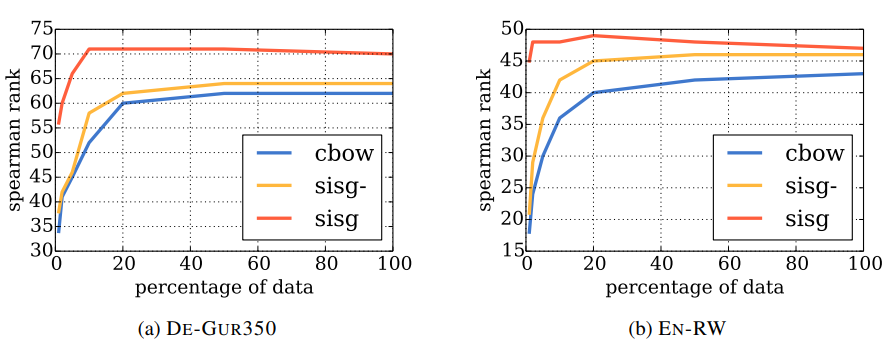 75
70
65
60
55
50
45
40
35
30
spearman rank
0 20 40 60 80 100
percentage of data
cbow
sisg-
sisg
(a) DE-GUR350
50
45
40
35
30
25
20
15
spearman rank
0 20 40 60 80 100
percentage of data
cbow
sisg-
sisg
(b) EN-RW